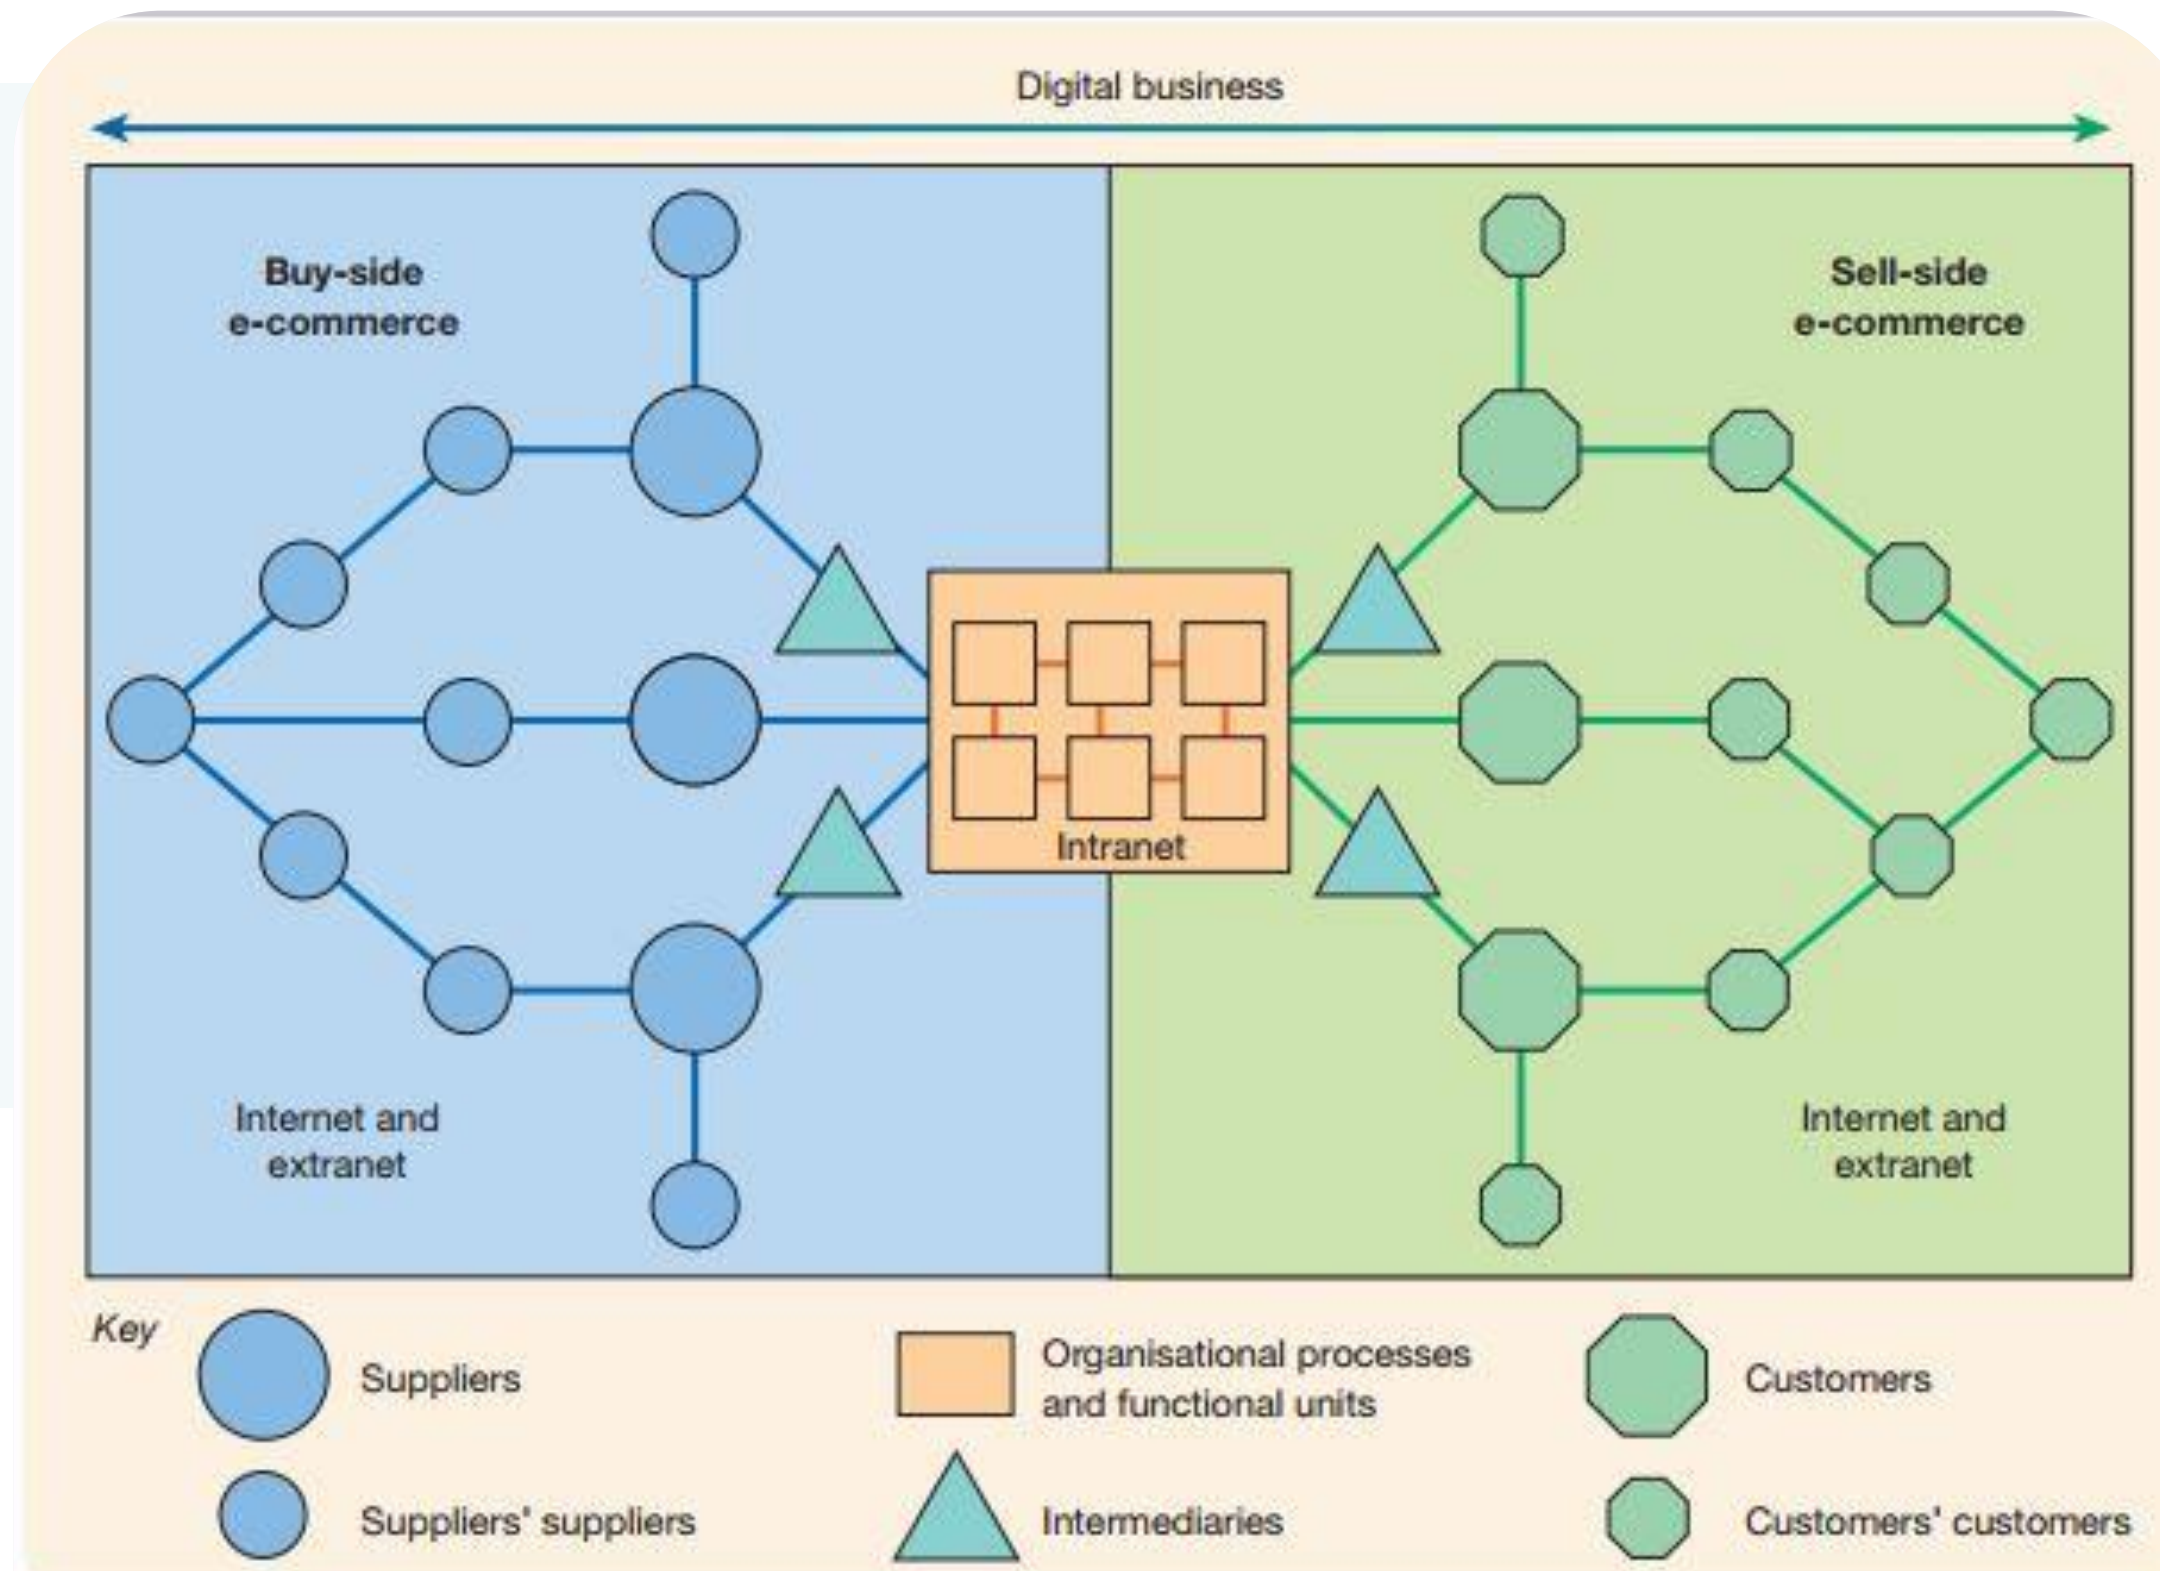 Digital business
Buy-side
e-commerce
Sell-side
e-commerce
Intranet
Internet and
extranet
Internet and
extranet
Key
Suppliers
Organisational processes
and functional units
Customers
Suppliers' suppliers
Intermediaries
Customers' customers